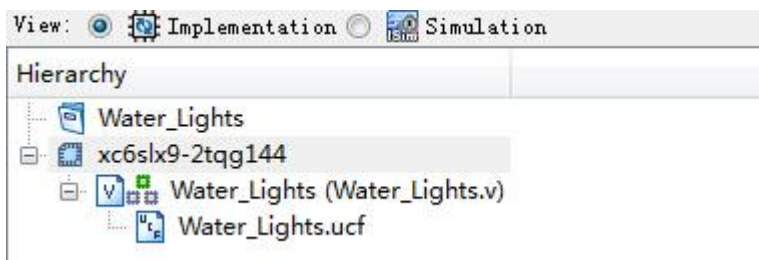 View: Implementation Simulation
Hierarchy
Water_Lights
xc6slx9-2tqg144
Water_Lights (Water_Lights.v)
Water_Lights.ucf